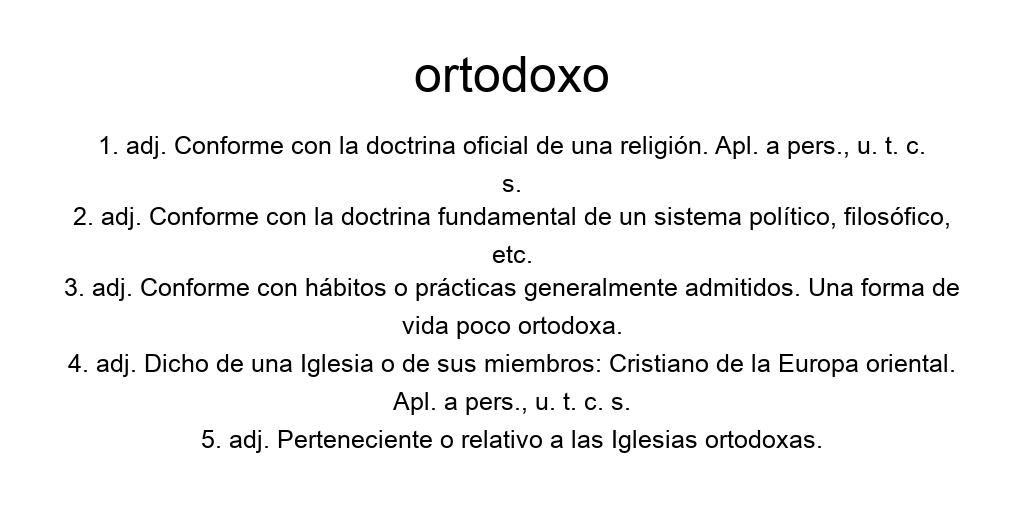 ortodoxo
1. adj. Conforme con la doctrina oficial de una religión. Apl. a pers., u. t. c.
s.
2. adj. Conforme con la doctrina fundamental de un sistema político, filosófico,
etc.
3. adj. Conforme con hábitos o prácticas generalmente admitidos. Una forma de
vida poco ortodoxa.
4. adj. Dicho de una Iglesia o de sus miembros: Cristiano de la Europa oriental.
Apl. a pers., u. t. c. s.
5. adj. Perteneciente o relativo a las Iglesias ortodoxas.